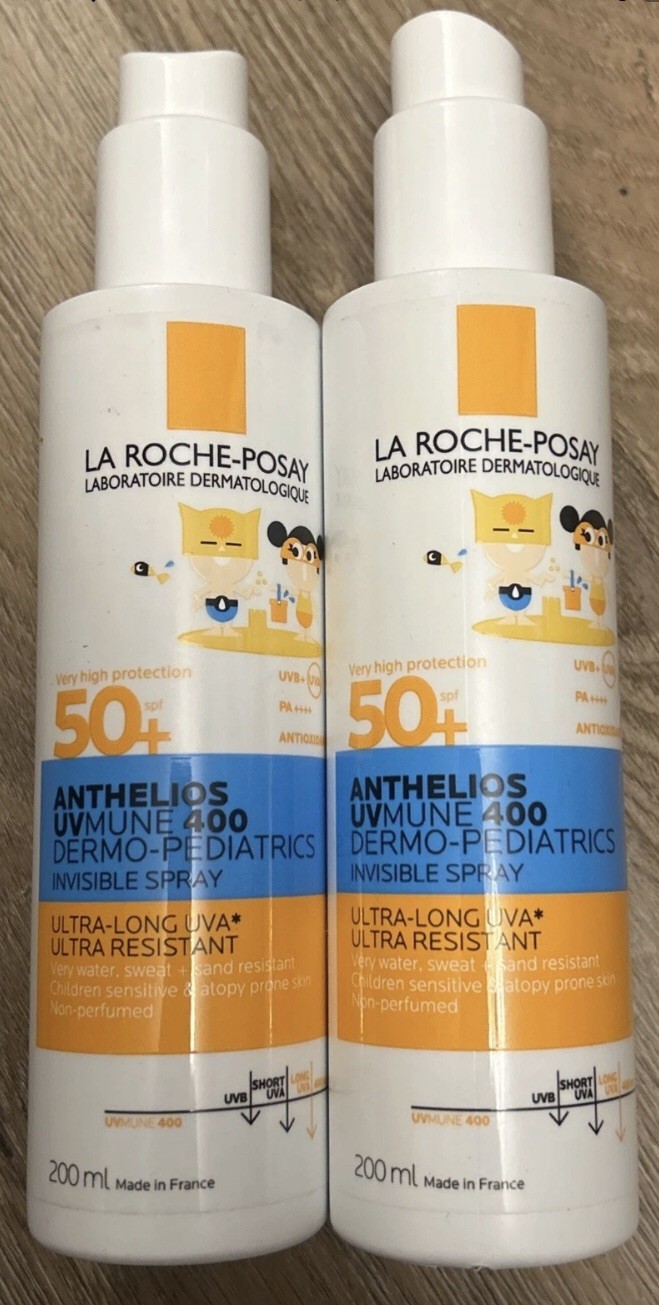 LA ROCHE-POSAY
LABORATOIRE DERMATOLOGIQUE
Very high protection
50+
spf
UVB+ UVA
PA++++
ANTHELIOS
UVMUNE 400
DERMO-PEDIATRICS
INVISIBLE SPRAY
ULTRA-LONG UVA*
ULTRA RESISTANT
Very water, sweat + sand resistant
Children sensitive & atopy prone skin
Non-perfumed
UVB
SHORT
UVA
LONG
UVA
UVMUNE 400
200 ml Made in France
LA ROCHE-POSAY
LABORATOIRE DERMATOLOGIQUE
Very high protection
50+
spf
UVB+ UVA
PA++++
ANTHELIOS
UVMUNE 400
DERMO-PEDIATRICS
INVISIBLE SPRAY
ULTRA-LONG UVA*
ULTRA RESISTANT
Very water, sweat + sand resistant
Children sensitive & atopy prone skin
Non-perfumed
UVB
SHORT
UVA
LONG
UVA
UVMUNE 400
200 ml Made in France